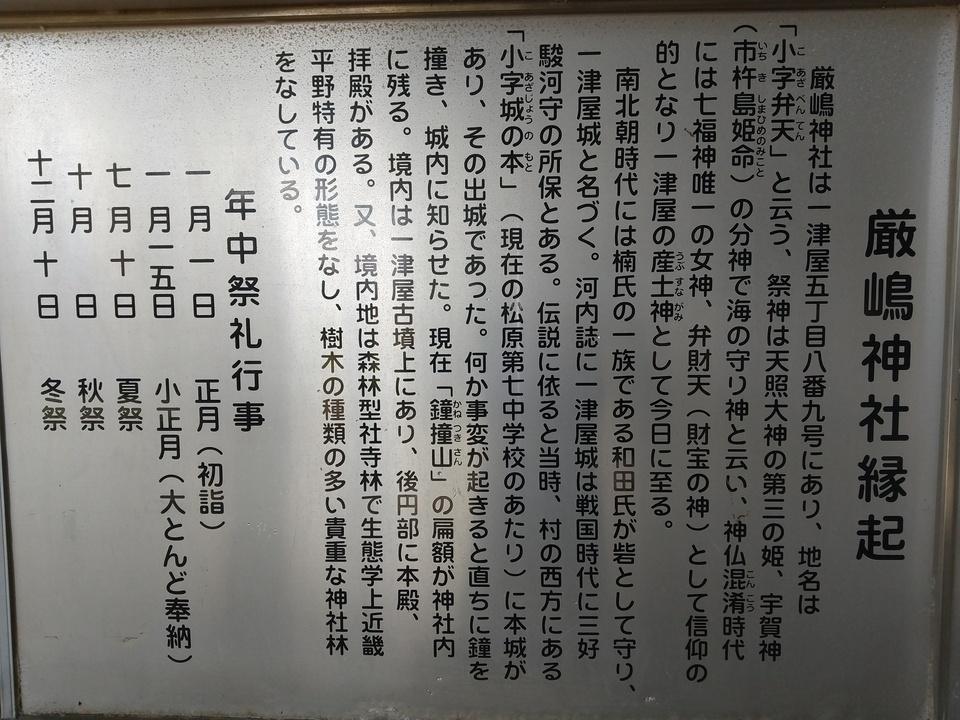 厳嶋神社縁起
厳嶋神社は一津屋五丁目八番九号にあり、地名は
「小字弁天」と云う、祭神は天照大神の第三の姫、宇賀神
（市杵島姫命）の分神で海の守り神と云い、神仏混淆時代
には七福神唯一の女神、弁財天（財宝の神）として信仰の
的となり一津屋の産土神として今日に至る。
南北朝時代には楠氏の一族である和田氏が砦として守り、
一津屋城と名づく。河内誌に一津屋城は戦国時代に三好
駿河守の所保とある。伝説に依ると当時、村の西方にある
「小字城の本」（現在の松原第七中学校のあたり）に本城が
あり、その出城であった。何か事変が起きると直ちに鐘を
撞き、城内に知らせた。現在「鐘撞山」の扁額が神社内
に残る。境内は一津屋古墳上にあり、後円部に本殿、
拝殿がある。又、境内地は森林型社寺林で生態学上近畿
平野特有の形態をなし、樹木の種類の多い貴重な神社林
をなしている。
年中祭礼行事
一月一日　正月（初詣）
一月一五日　小正月（大とんど奉納）
七月十日　夏祭
十月　日　秋祭
十二月十日　冬祭